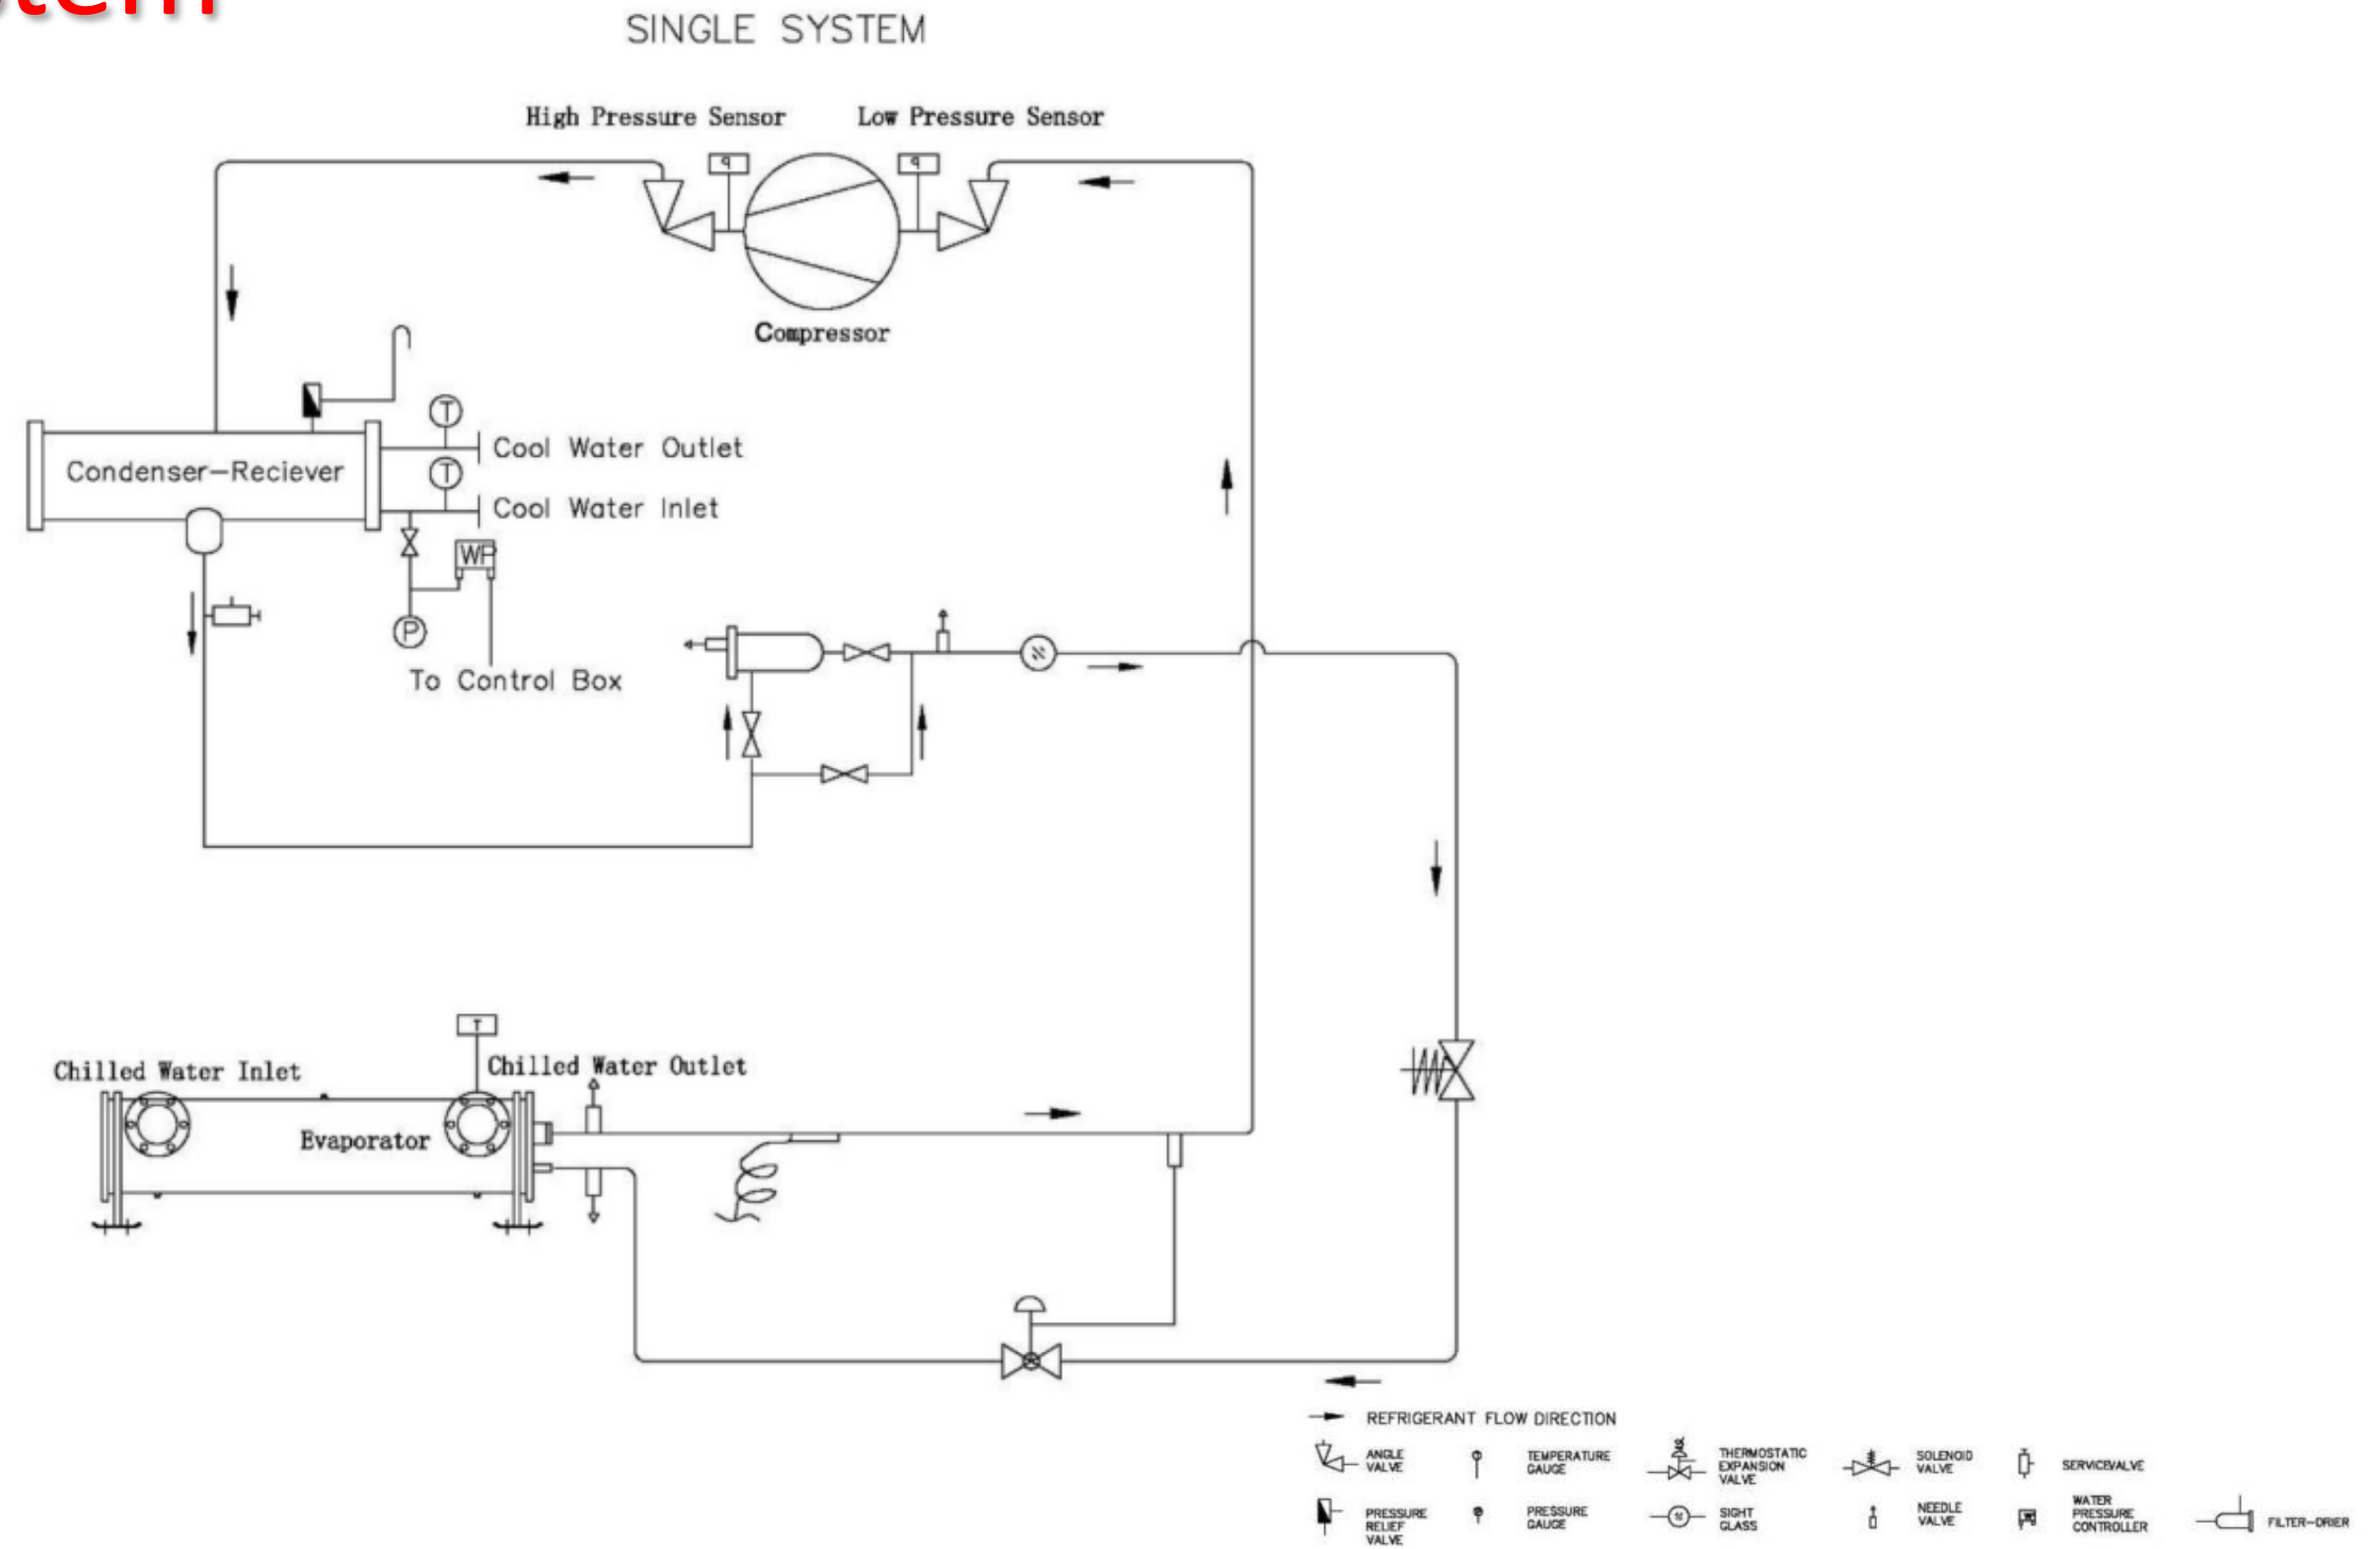 SINGLE SYSTEM
High Pressure Sensor
Low Pressure Sensor
q
q
Compressor
T
Cool Water Outlet
Condenser-Reciever
T
Cool Water Inlet
WP
P
To Control Box
T
Chilled Water Inlet
Chilled Water Outlet
Evaporator
REFRIGERANT FLOW DIRECTION
ANGLE
VALVE
TEMPERATURE
GAUGE
THERMOSTATIC
EXPANSION
VALVE
SOLENOID
VALVE
SERVICEVALVE
PRESSURE
RELIEF
VALVE
PRESSURE
GAUGE
SIGHT
GLASS
NEEDLE
VALVE
WATER
PRESSURE
CONTROLLER
FILTER-DRIER